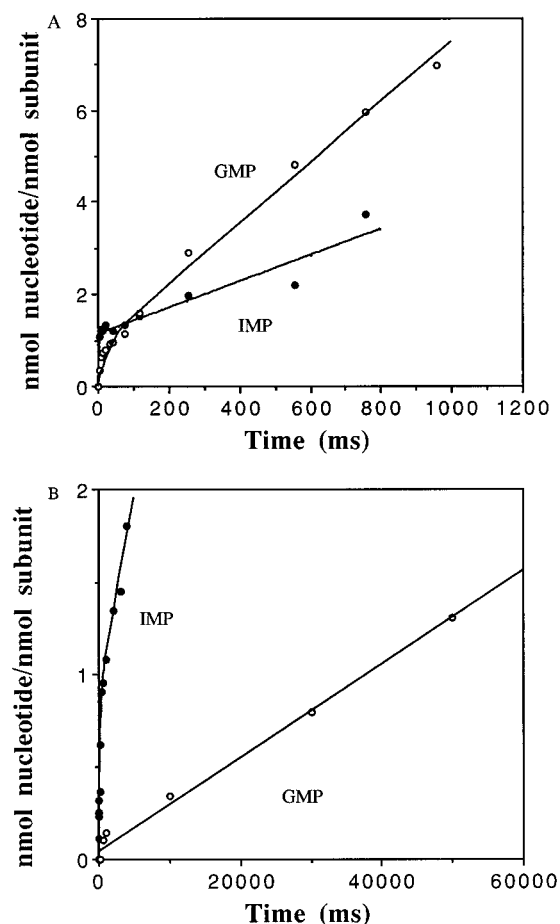 A
8
6
4
2
0
nmol nucleotide/nmol subunit
GMP
IMP
0 200 400 600 800 1000 1200
Time (ms)
B
2
1
0
nmol nucleotide/nmol subunit
IMP
GMP
0 20000 40000 60000
Time (ms)